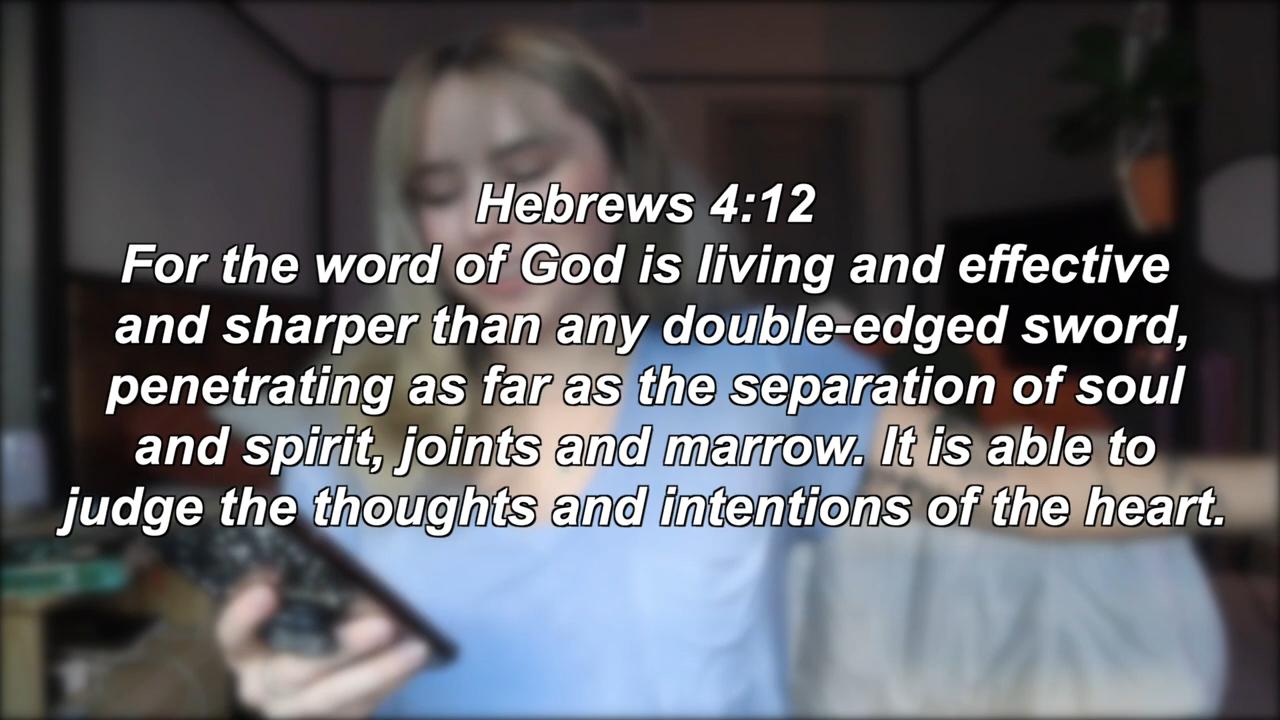 Hebrews 4:12
For the word of God is living and effective
and sharper than any double-edged sword,
penetrating as far as the separation of soul
and spirit, joints and marrow. It is able to
judge the thoughts and intentions of the heart.